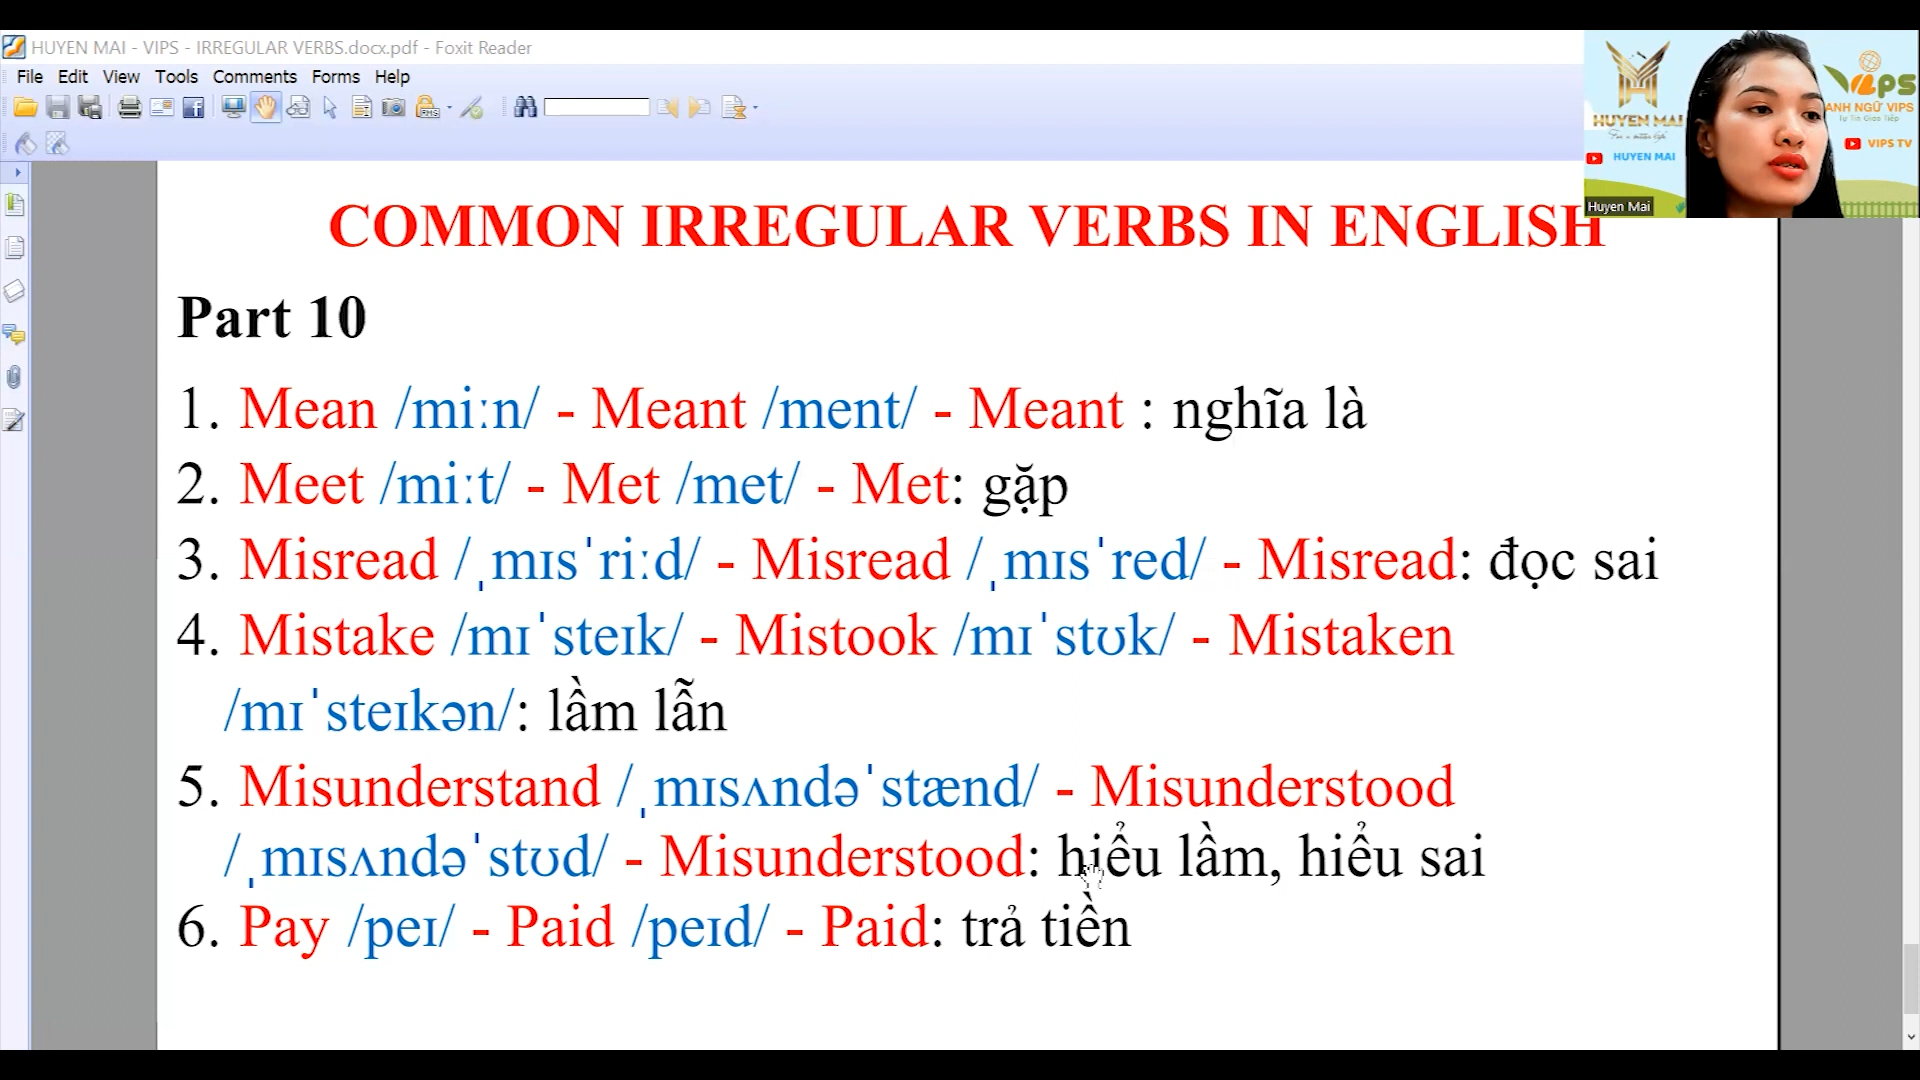 HUYEN MAI - VIPS - IRREGULAR VERBS.docx.pdf - Foxit Reader
File Edit View Tools Comments Forms Help
HUYEN MAI
HUYEN MAI
Vips
ANH NGỮ VIPS
Tự Tin Giao Tiếp
VIPS TV
Huyen Mai
COMMON IRREGULAR VERBS IN ENGLISH
Part 10
1. Mean /miːn/ - Meant /ment/ - Meant : nghĩa là
2. Meet /miːt/ - Met /met/ - Met: gặp
3. Misread /ˌmɪsˈriːd/ - Misread /ˌmɪsˈred/ - Misread: đọc sai
4. Mistake /mɪˈsteɪk/ - Mistook /mɪˈstʊk/ - Mistaken
/mɪˈsteɪkən/: lầm lẫn
5. Misunderstand /ˌmɪsʌndəˈstænd/ - Misunderstood
/ˌmɪsʌndəˈstʊd/ - Misunderstood: hiểu lầm, hiểu sai
6. Pay /peɪ/ - Paid /peɪd/ - Paid: trả tiền